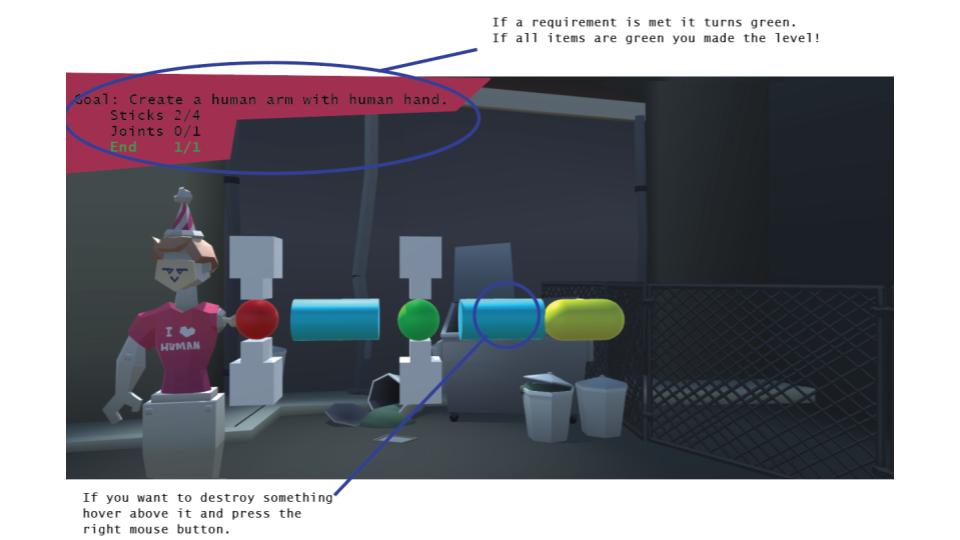 If a requirement is met it turns green.
If all items are green you made the level!
Goal: Create a human arm with human hand.
Sticks 2/4
Joints 0/1
End 1/1
I ❤
HUMAN
If you want to destroy something
hover above it and press the
right mouse button.